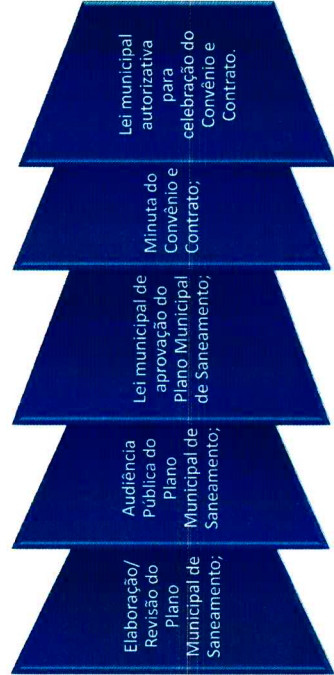 Elaboração/
Revisão do
Plano
Municipal de
Saneamento;
Audiência
Pública do
Plano
Municipal de
Saneamento;
Lei municipal de
aprovação do
Plano Municipal
de Saneamento;
Minuta do
Convênio e
Contrato;
Lei municipal
autorizativa
para
celebração do
Convênio e
Contrato.